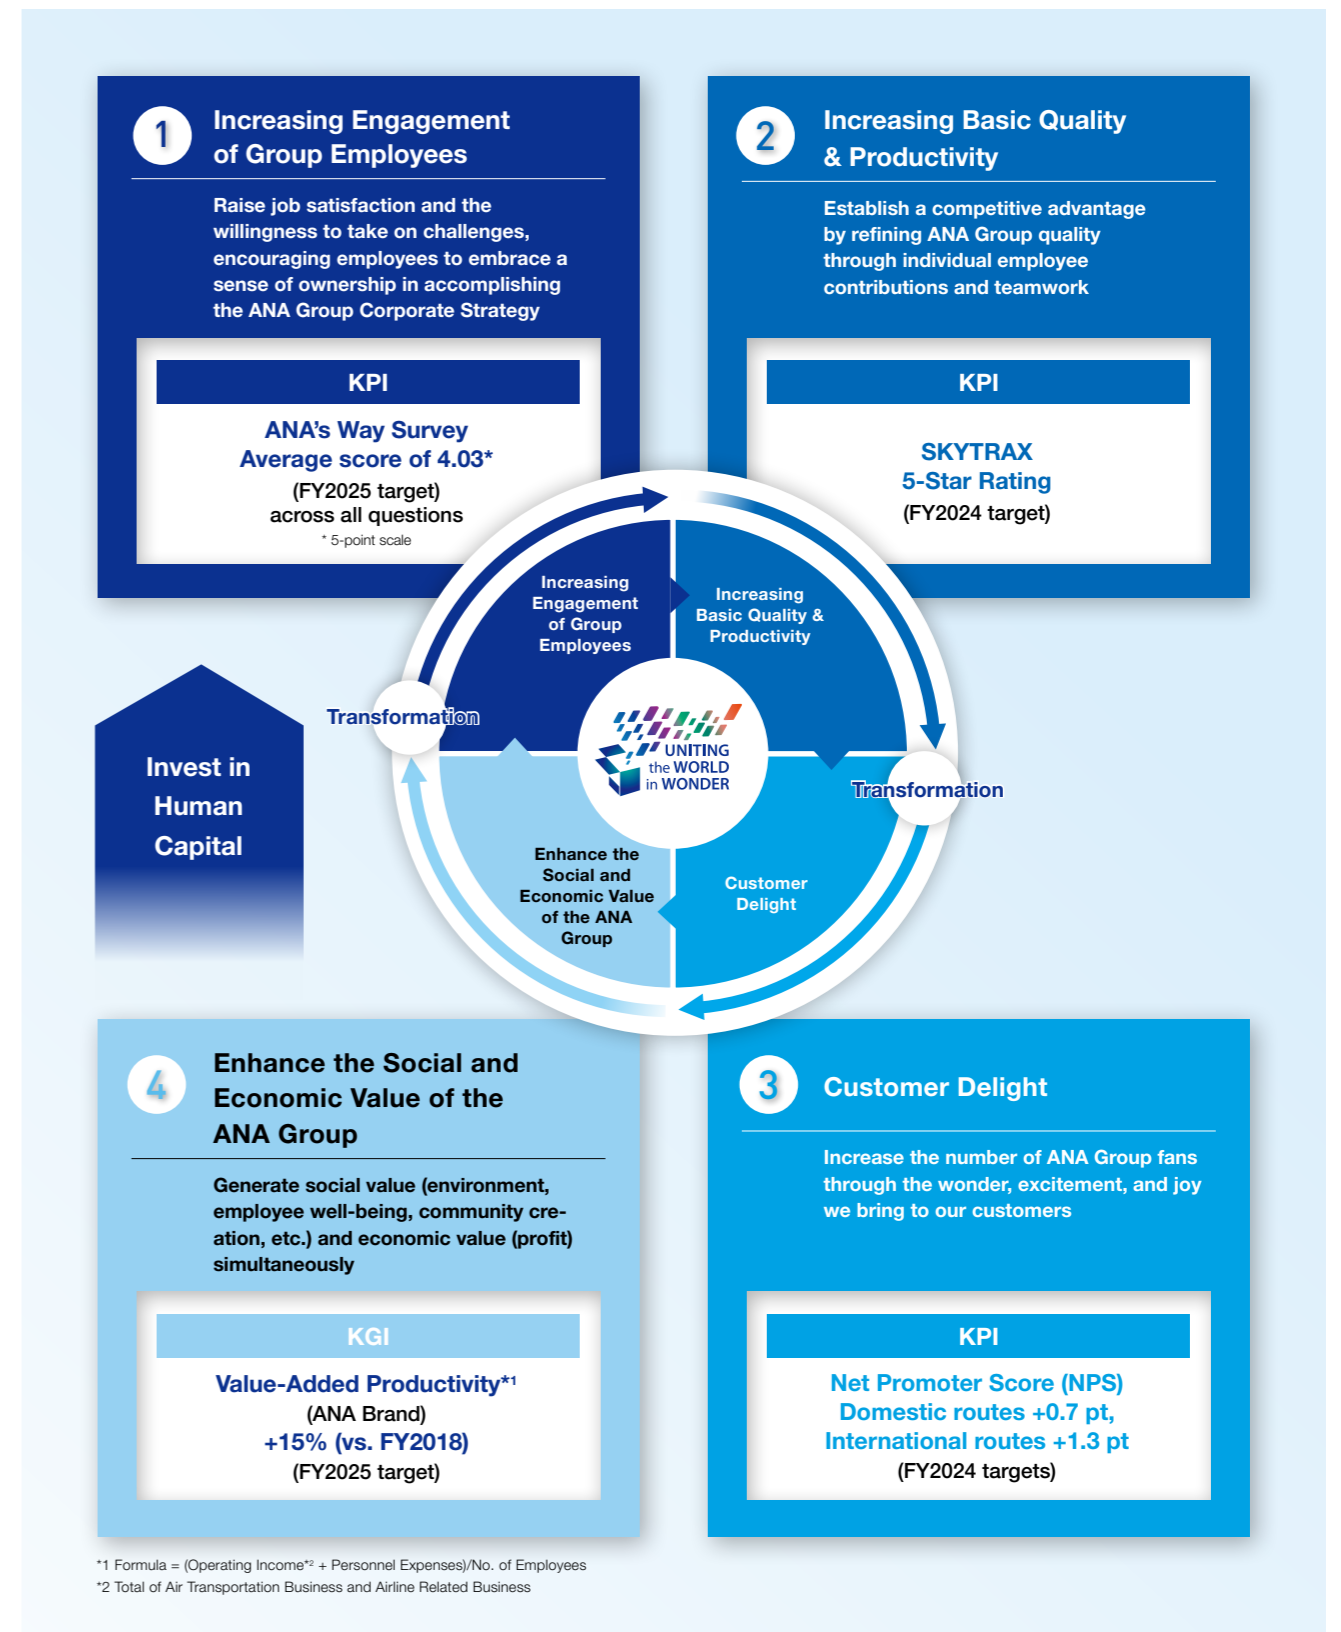 1
Increasing Engagement
of Group Employees
Raise job satisfaction and the
willingness to take on challenges,
encouraging employees to embrace a
sense of ownership in accomplishing
the ANA Group Corporate Strategy
KPI
ANA’s Way Survey
Average score of 4.03*
(FY2025 target)
across all questions
* 5-point scale
2
Increasing Basic Quality
& Productivity
Establish a competitive advantage
by refining ANA Group quality
through individual employee
contributions and teamwork
KPI
SKYTRAX
5-Star Rating
(FY2024 target)
Increasing
Engagement
of Group
Employees
Increasing
Basic Quality &
Productivity
Transformation
UNITING
the WORLD
in WONDER
Transformation
Invest in
Human
Capital
Enhance the
Social and
Economic Value
of the ANA
Group
Customer
Delight
4
Enhance the Social and
Economic Value of the
ANA Group
Generate social value (environment,
employee well-being, community cre-
ation, etc.) and economic value (profit)
simultaneously
KGI
Value-Added Productivity*1
(ANA Brand)
+15% (vs. FY2018)
(FY2025 target)
3
Customer Delight
Increase the number of ANA Group fans
through the wonder, excitement, and joy
we bring to our customers
KPI
Net Promoter Score (NPS)
Domestic routes +0.7 pt,
International routes +1.3 pt
(FY2024 targets)
*1 Formula = (Operating Income*2 + Personnel Expenses)/No. of Employees
*2 Total of Air Transportation Business and Airline Related Business